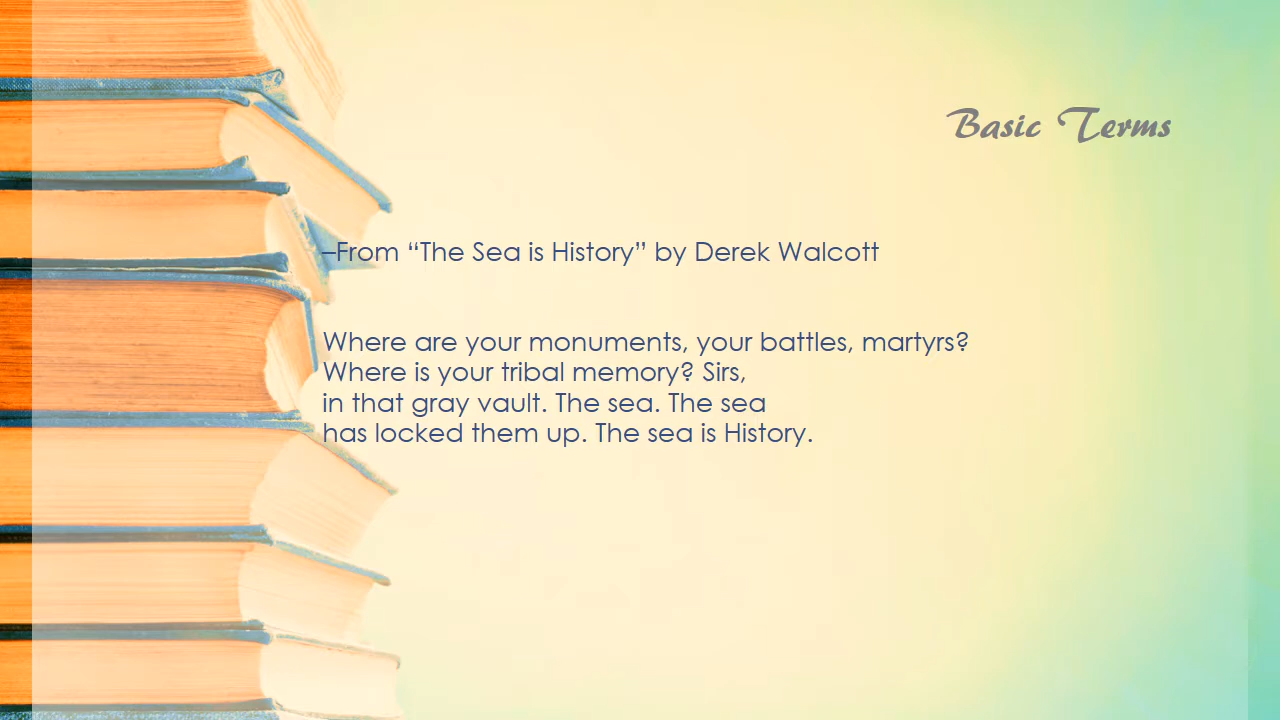 Basic Terms
–From “The Sea is History” by Derek Walcott
Where are your monuments, your battles, martyrs?
Where is your tribal memory? Sirs,
in that gray vault. The sea. The sea
has locked them up. The sea is History.